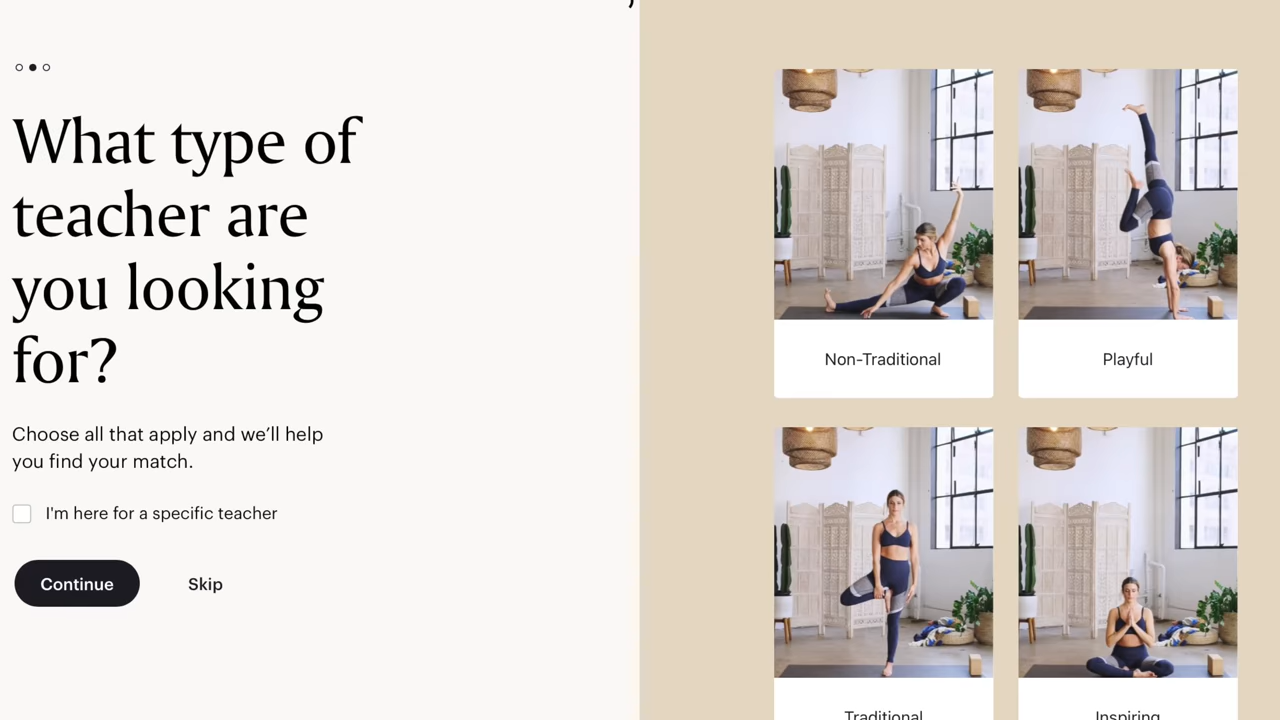 What type of
teacher are
you looking
for?
Choose all that apply and we’ll help
you find your match.
I'm here for a specific teacher
Continue
Skip
Non-Traditional
Playful
Traditional
Inspiring